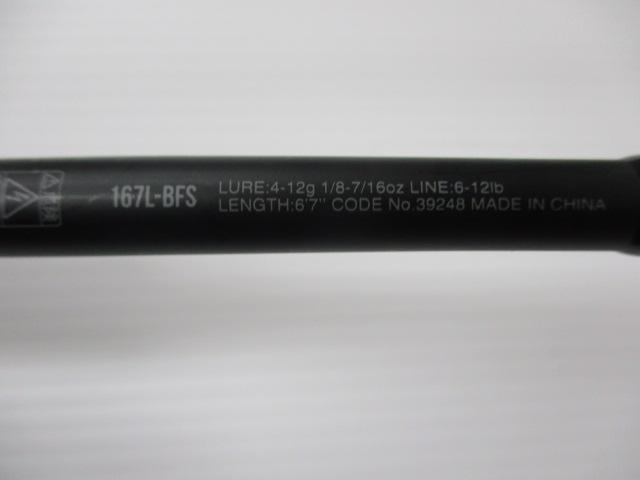 167L-BFS
LURE:4-12g 1/8-7/16oz LINE:6-12lb
LENGTH:6'7" CODE No.39248 MADE IN CHINA